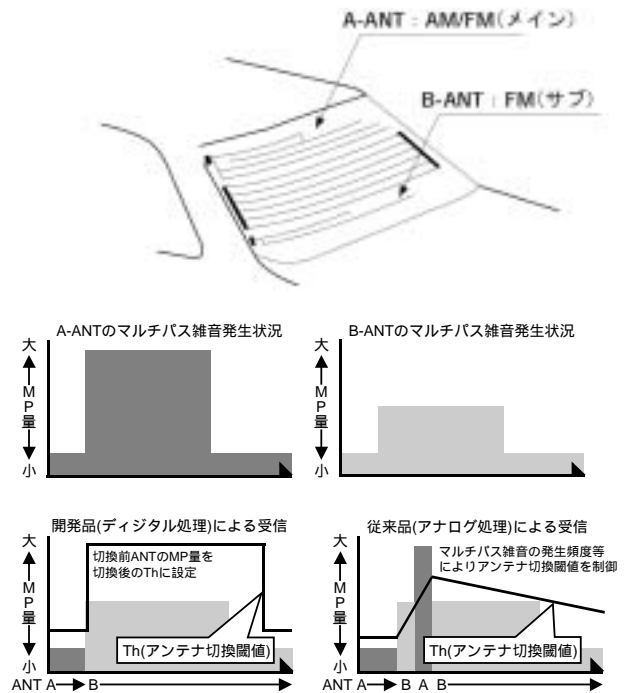 A-ANT：AM/FM(メイン)
B-ANT：FM(サブ)
A-ANTのマルチパス雑音発生状況
大
MP量
小
B-ANTのマルチパス雑音発生状況
大
MP量
小
開発品(ディジタル処理)による受信
大
MP量
小
切換前ANTのMP量を
切換後のThに設定
Th(アンテナ切換閾値)
ANT A B
従来品(アナログ処理)による受信
大
MP量
小
マルチパス雑音の発生頻度等
によりアンテナ切換閾値を制御
Th(アンテナ切換閾値)
ANT A B A B